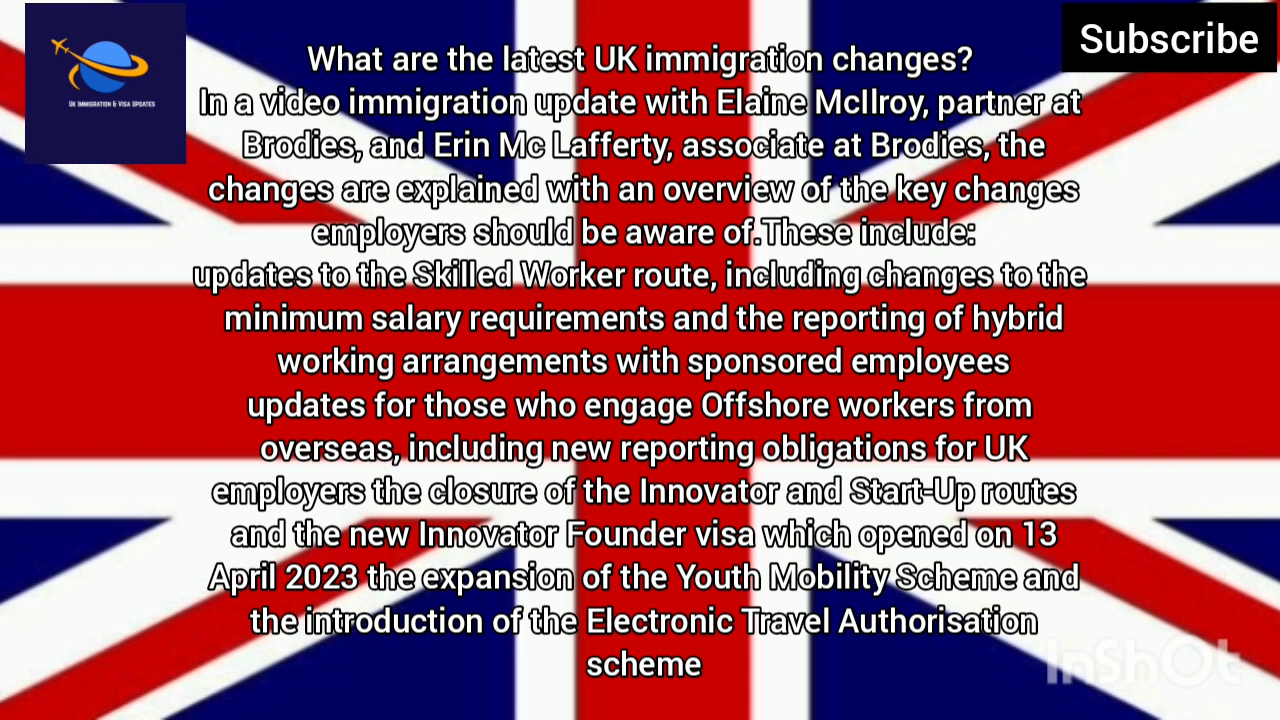 UK Immigration & Visa Updates
Subscribe
What are the latest UK immigration changes?
In a video immigration update with Elaine McIlroy, partner at
Brodies, and Erin Mc Lafferty, associate at Brodies, the
changes are explained with an overview of the key changes
employers should be aware of.These include:
updates to the Skilled Worker route, including changes to the
minimum salary requirements and the reporting of hybrid
working arrangements with sponsored employees
updates for those who engage Offshore workers from
overseas, including new reporting obligations for UK
employers the closure of the Innovator and Start-Up routes
and the new Innovator Founder visa which opened on 13
April 2023 the expansion of the Youth Mobility Scheme and
the introduction of the Electronic Travel Authorisation
scheme
InShOt